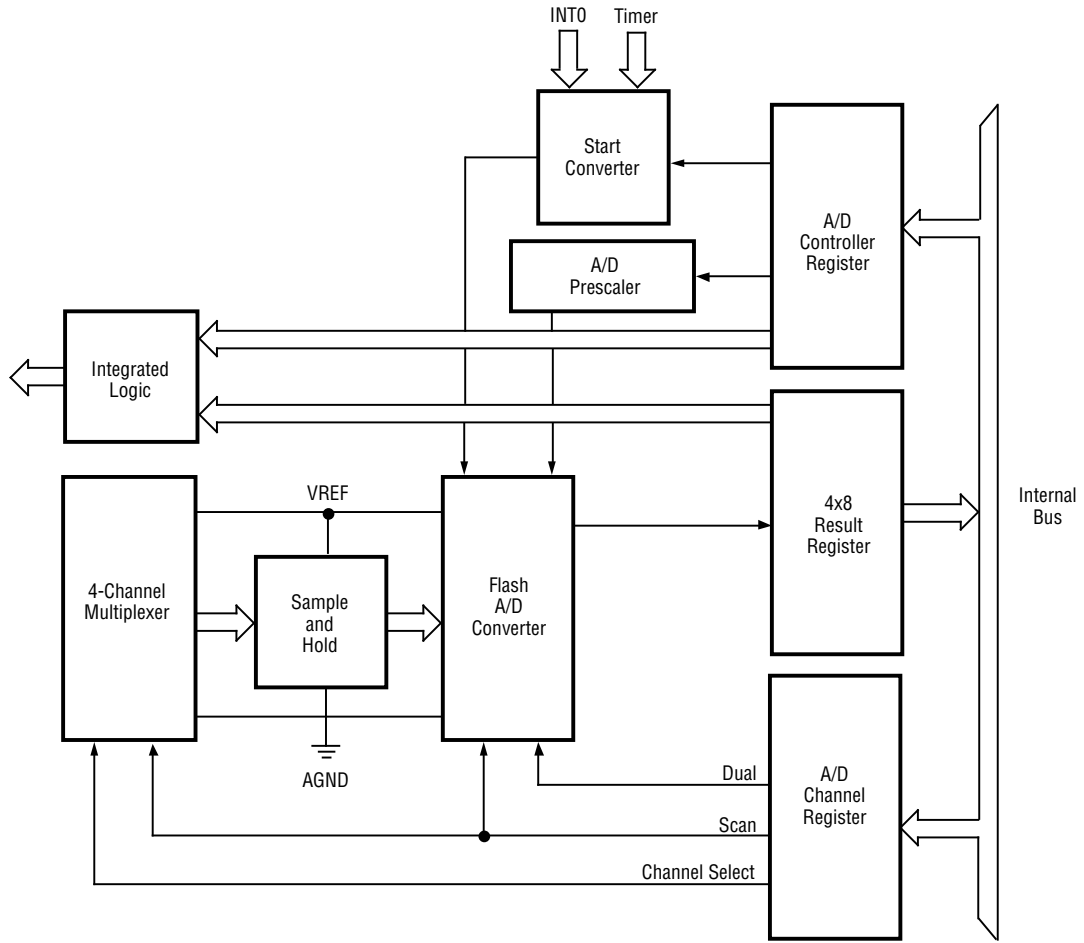 INT0
Timer
Start
Converter
A/D
Controller
Register
A/D
Prescaler
Integrated
Logic
VREF
4-Channel
Multiplexer
Sample
and
Hold
Flash
A/D
Converter
4x8
Result
Register
Internal
Bus
AGND
Dual
Scan
Channel Select
A/D
Channel
Register